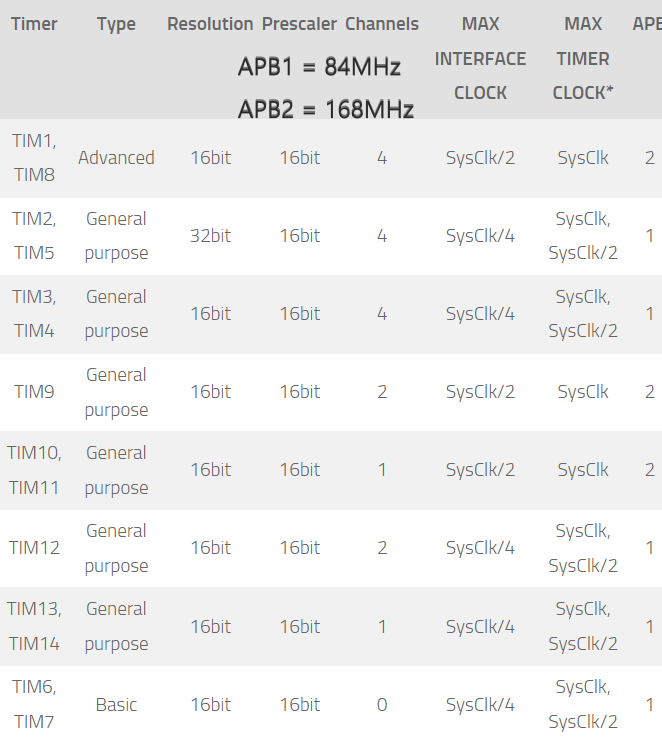 Timer Type Resolution Prescaler Channels MAX INTERFACE CLOCK MAX TIMER CLOCK* APB
APB1 = 84MHz
APB2 = 168MHz
TIM1, TIM8 Advanced 16bit 16bit 4 SysClk/2 SysClk 2
TIM2, TIM5 General purpose 32bit 16bit 4 SysClk/4 SysClk, SysClk/2 1
TIM3, TIM4 General purpose 16bit 16bit 4 SysClk/4 SysClk, SysClk/2 1
TIM9 General purpose 16bit 16bit 2 SysClk/2 SysClk 2
TIM10, TIM11 General purpose 16bit 16bit 1 SysClk/2 SysClk 2
TIM12 General purpose 16bit 16bit 2 SysClk/4 SysClk, SysClk/2 1
TIM13, TIM14 General purpose 16bit 16bit 1 SysClk/4 SysClk, SysClk/2 1
TIM6, TIM7 Basic 16bit 16bit 0 SysClk/4 SysClk, SysClk/2 1